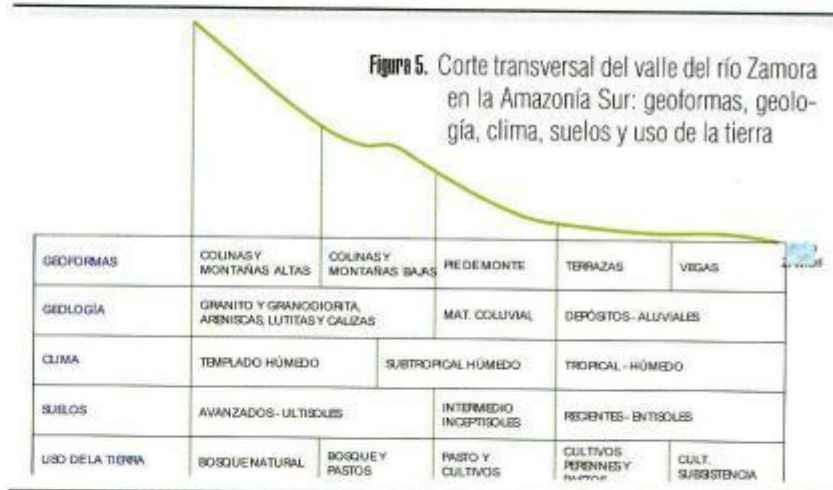 Figura 5. Corte transversal del valle del río Zamora
en la Amazonía Sur: geoformas, geolo-
gía, clima, suelos y uso de la tierra
GEOFORMAS
COLINAS Y
MONTAÑAS ALTAS
COLINAS Y
MONTAÑAS BAJAS
PIEDEMONTE
TERRAZAS
VEGAS
GEOLOGÍA
GRANITO Y GRANODIORITA,
ARENISCAS, LUTITAS Y CALIZAS
MAT. COLUVIAL
DEPÓSITOS - ALUVIALES
CLIMA
TEMPLADO HÚMEDO
SUBTROPICAL HÚMEDO
TROPICAL - HÚMEDO
SUELOS
AVANZADOS - ULTISOLES
INTERMEDIO
INCEPTISOLES
RECIENTES - ENTISOLES
USO DE LA TIERRA
BOSQUE NATURAL
BOSQUE Y
PASTOS
PASTO Y
CULTIVOS
CULTIVOS
PERENNES Y
CULT.
SUBSISTENCIA